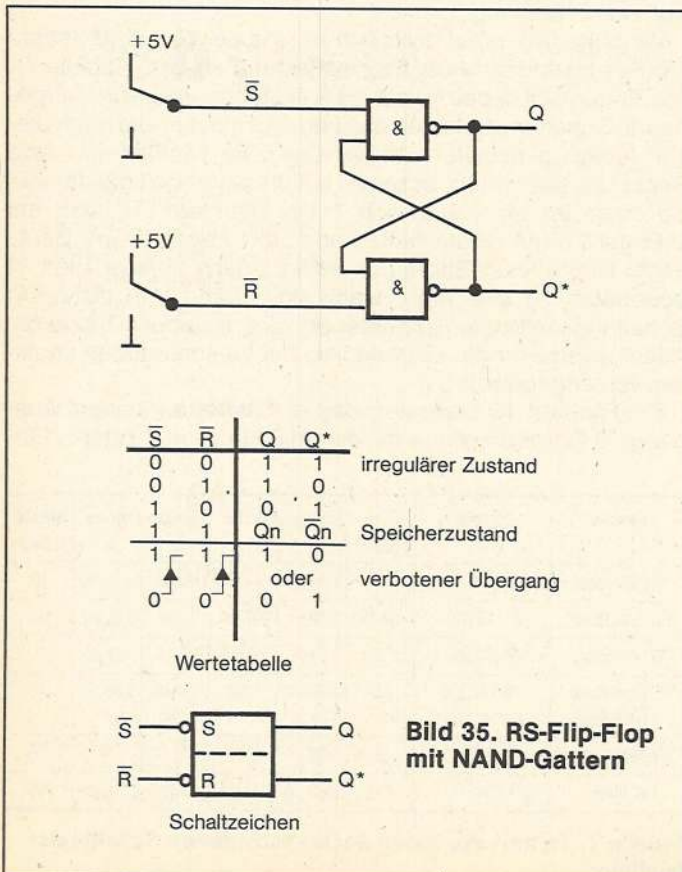 +5V
S̅
&
Q
+5V
R̅
&
Q*
S̅ R̅ Q Q*
0 0 1 1 irregulärer Zustand
0 1 1 0
1 0 0 1
1 1 Qn Q̅n Speicherzustand
1 1 1 0
oder verbotener Übergang
0 0 0 1
Wertetabelle
S̅ S Q
R̅ R Q*
Schaltzeichen
Bild 35. RS-Flip-Flop
mit NAND-Gattern